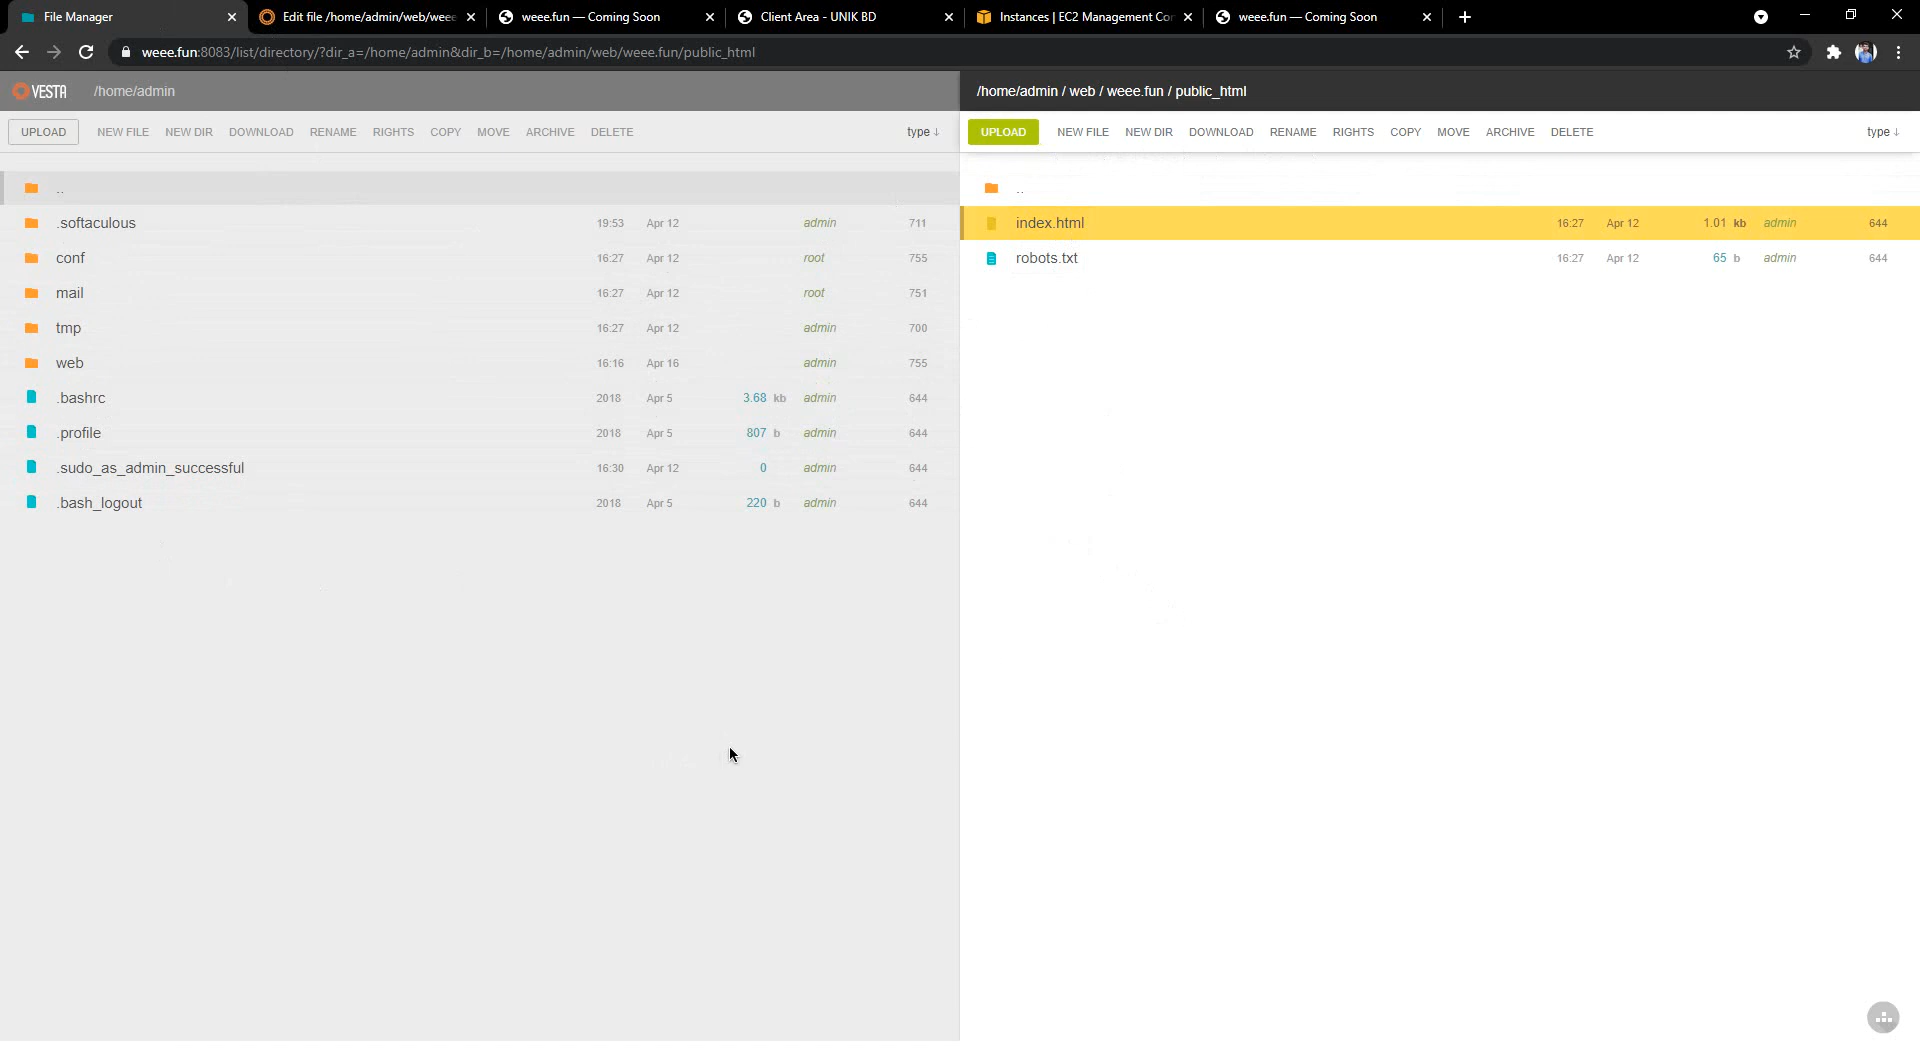 File Manager
Edit file /home/admin/web/weee
weee.fun — Coming Soon
Client Area - UNIK BD
Instances | EC2 Management Co
weee.fun — Coming Soon
weee.fun:8083/list/directory/?dir_a=/home/admin&dir_b=/home/admin/web/weee.fun/public_html
VESTA /home/admin
UPLOAD NEW FILE NEW DIR DOWNLOAD RENAME RIGHTS COPY MOVE ARCHIVE DELETE type ↓
..
.softaculous 19:53 Apr 12 admin 711
conf 16:27 Apr 12 root 755
mail 16:27 Apr 12 root 751
tmp 16:27 Apr 12 admin 700
web 16:16 Apr 16 admin 755
.bashrc 2018 Apr 5 3.68 kb admin 644
.profile 2018 Apr 5 807 b admin 644
.sudo_as_admin_successful 16:30 Apr 12 0 admin 644
.bash_logout 2018 Apr 5 220 b admin 644
/home/admin / web / weee.fun / public_html
UPLOAD NEW FILE NEW DIR DOWNLOAD RENAME RIGHTS COPY MOVE ARCHIVE DELETE type ↓
..
index.html 16:27 Apr 12 1.01 kb admin 644
robots.txt 16:27 Apr 12 65 b admin 644